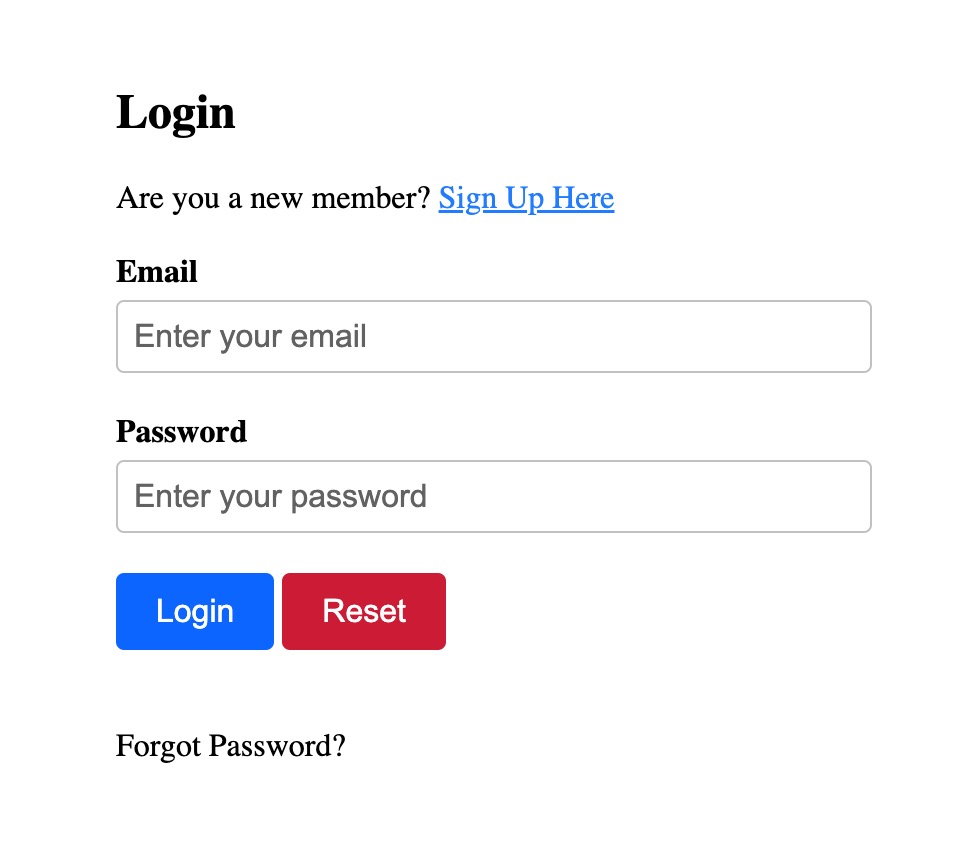 Login
Are you a new member? Sign Up Here
Email
Enter your email
Password
Enter your password
Login Reset
Forgot Password?